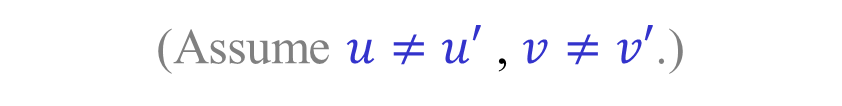 (Assume u ≠ u′ , v ≠ v′.)